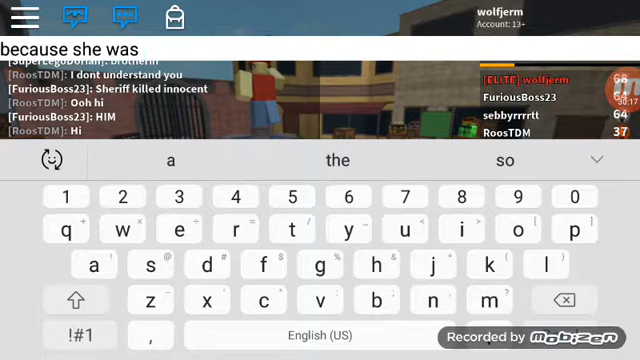 wolfjerm
Account: 13+
because she was
[SuperLegoDorian]: brotherin
[RoosTDM]: I dont understand you
[FuriousBoss23]: Sheriff killed innocent
[RoosTDM]: Ooh hi
[FuriousBoss23]: HIM
[RoosTDM]: Hi
[ELITE] wolfjerm 68
FuriousBoss23 64
sebbyrrrrtt 64
RoosTDM 37
30:17
a the so
1 2 3 4 5 6 7 8 9 0
q w e r t y u i o p
a s d f g h j k l
z x c v b n m
!#1 , English (US)
Recorded by mobizen